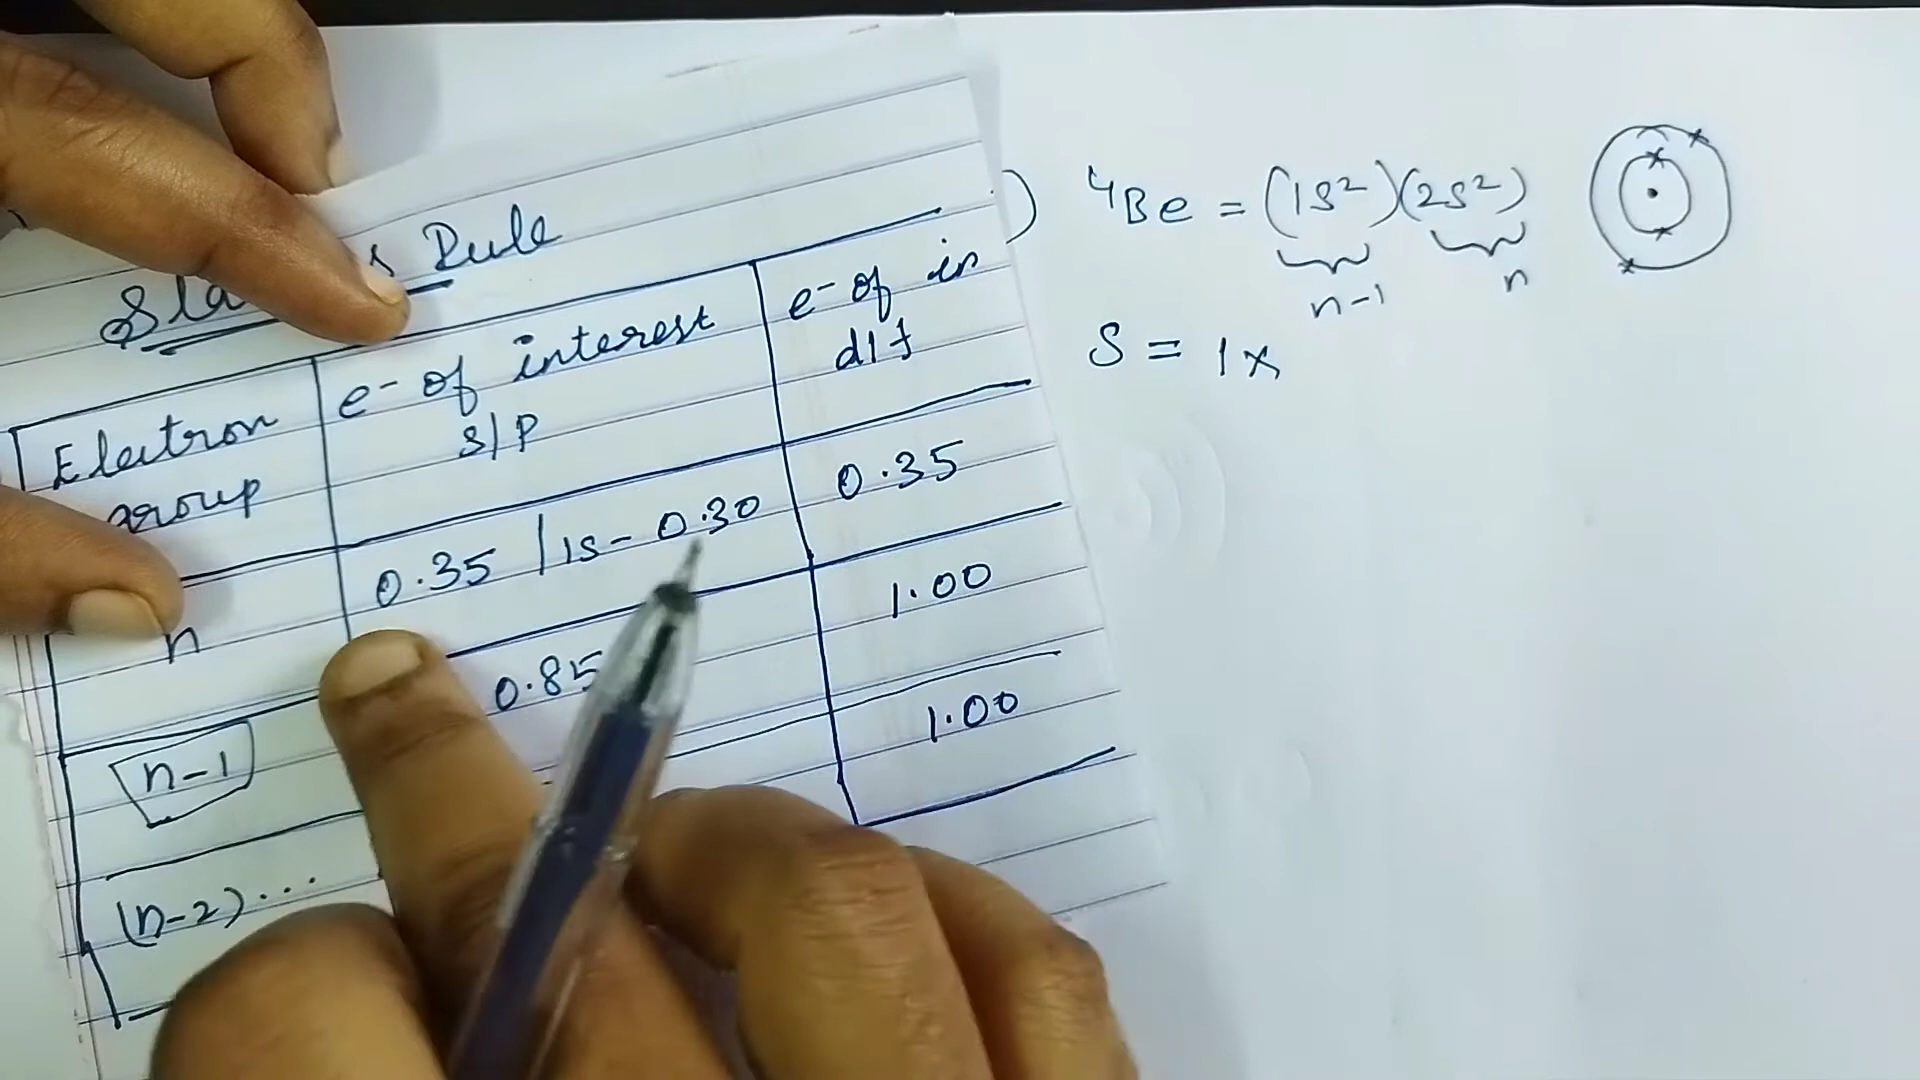 Rule
Electron group
e- of interest s/p
e- of in d/f
n
0.35 / 1s - 0.30
0.35
n-1
0.85
1.00
(n-2)...
1.00
4Be = (1s²)(2s²)
n-1 n
S = 1x